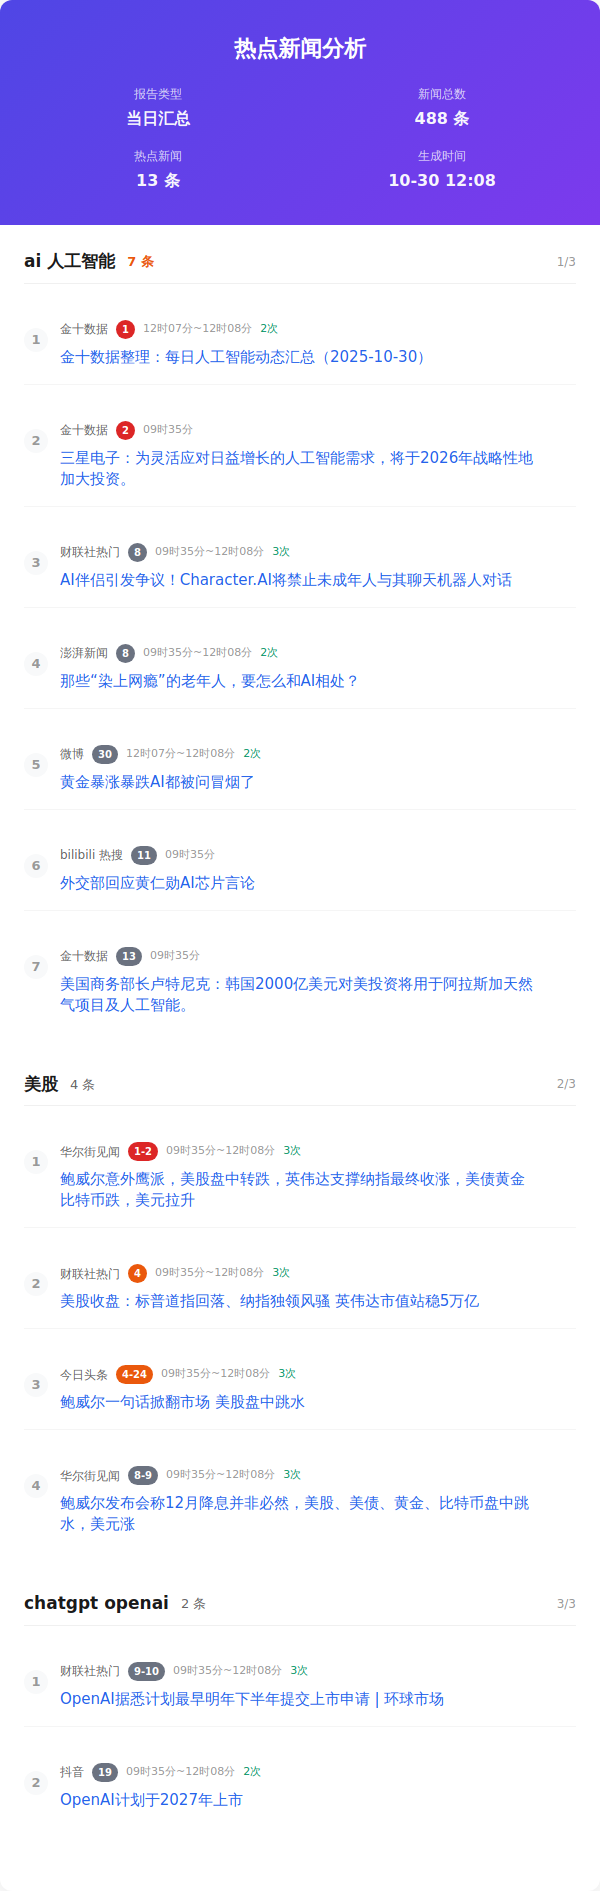 热点新闻分析
报告类型
新闻总数
当日汇总
488 条
热点新闻
生成时间
13 条
10-30 12:08
ai 人工智能 7 条 1/3
1
金十数据 1 12时07分~12时08分 2次
金十数据整理：每日人工智能动态汇总（2025-10-30）
2
金十数据 2 09时35分
三星电子：为灵活应对日益增长的人工智能需求，将于2026年战略性地
加大投资。
3
财联社热门 8 09时35分~12时08分 3次
AI伴侣引发争议！Character.AI将禁止未成年人与其聊天机器人对话
4
澎湃新闻 8 09时35分~12时08分 2次
那些“染上网瘾”的老年人，要怎么和AI相处？
5
微博 30 12时07分~12时08分 2次
黄金暴涨暴跌AI都被问冒烟了
6
bilibili 热搜 11 09时35分
外交部回应黄仁勋AI芯片言论
7
金十数据 13 09时35分
美国商务部长卢特尼克：韩国2000亿美元对美投资将用于阿拉斯加天然
气项目及人工智能。
美股 4 条 2/3
1
华尔街见闻 1-2 09时35分~12时08分 3次
鲍威尔意外鹰派，美股盘中转跌，英伟达支撑纳指最终收涨，美债黄金
比特币跌，美元拉升
2
财联社热门 4 09时35分~12时08分 3次
美股收盘：标普道指回落、纳指独领风骚 英伟达市值站稳5万亿
3
今日头条 4-24 09时35分~12时08分 3次
鲍威尔一句话掀翻市场 美股盘中跳水
4
华尔街见闻 8-9 09时35分~12时08分 3次
鲍威尔发布会称12月降息并非必然，美股、美债、黄金、比特币盘中跳
水，美元涨
chatgpt openai 2 条 3/3
1
财联社热门 9-10 09时35分~12时08分 3次
OpenAI据悉计划最早明年下半年提交上市申请 | 环球市场
2
抖音 19 09时35分~12时08分 2次
OpenAI计划于2027年上市